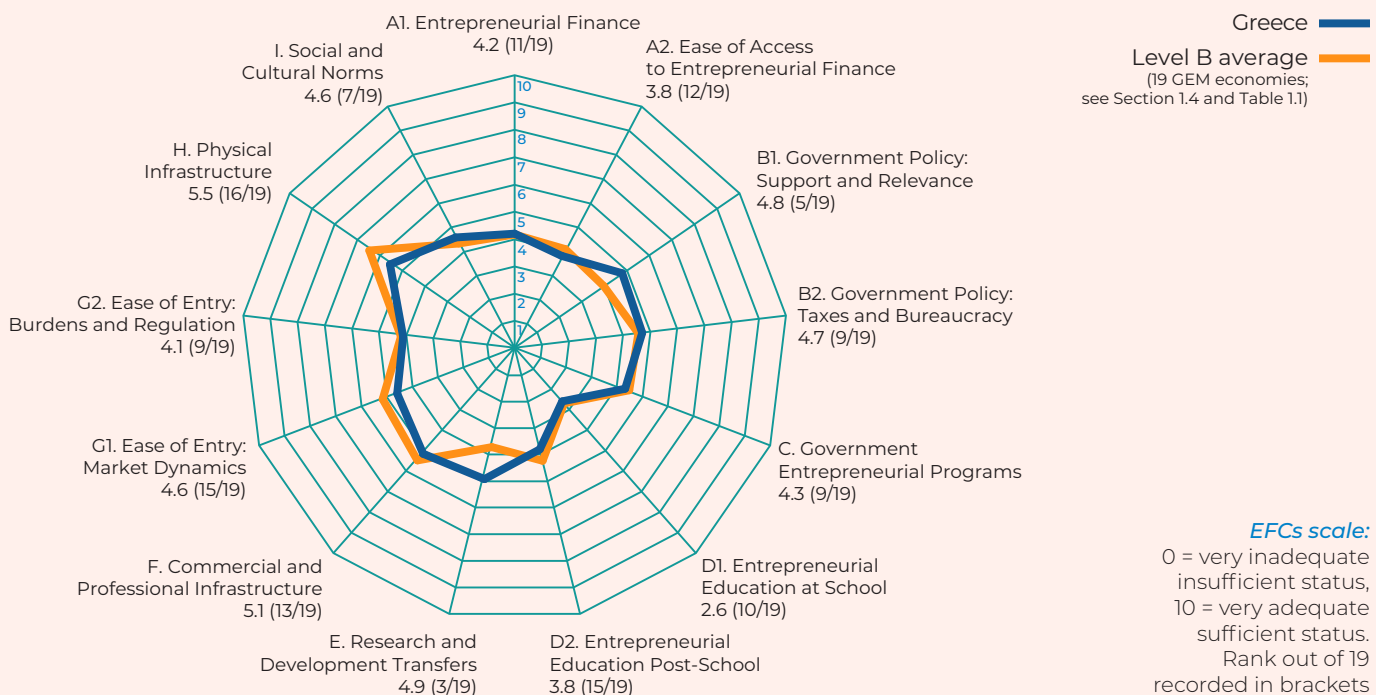 A1. Entrepreneurial Finance
4.2 (11/19)
A2. Ease of Access
to Entrepreneurial Finance
3.8 (12/19)
B1. Government Policy:
Support and Relevance
4.8 (5/19)
B2. Government Policy:
Taxes and Bureaucracy
4.7 (9/19)
C. Government
Entrepreneurial Programs
4.3 (9/19)
D1. Entrepreneurial
Education at School
2.6 (10/19)
D2. Entrepreneurial
Education Post-School
3.8 (15/19)
E. Research and
Development Transfers
4.9 (3/19)
F. Commercial and
Professional Infrastructure
5.1 (13/19)
G1. Ease of Entry:
Market Dynamics
4.6 (15/19)
G2. Ease of Entry:
Burdens and Regulation
4.1 (9/19)
H. Physical
Infrastructure
5.5 (16/19)
I. Social and
Cultural Norms
4.6 (7/19)
10
9
8
7
6
5
4
3
2
1
Greece
Level B average
(19 GEM economies;
see Section 1.4 and Table 1.1)
EFCs scale:
0 = very inadequate
insufficient status,
10 = very adequate
sufficient status.
Rank out of 19
recorded in brackets